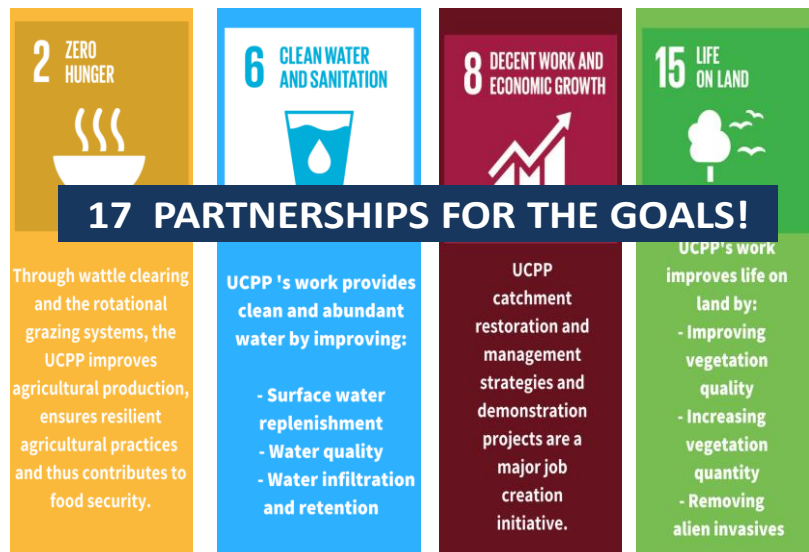 2 ZERO
HUNGER
6 CLEAN WATER
AND SANITATION
8 DECENT WORK AND
ECONOMIC GROWTH
15 LIFE
ON LAND
17 PARTNERSHIPS FOR THE GOALS!
Through wattle clearing
and the rotational
grazing systems, the
UCPP improves
agricultural production,
ensures resilient
agricultural practices
and thus contributes to
food security.
UCPP 's work provides
clean and abundant
water by improving:
- Surface water
replenishment
- Water quality
- Water infiltration
and retention
UCPP
catchment
restoration and
management
strategies and
demonstration
projects are a
major job
creation
initiative.
UCPP's work
improves life on
land by:
- Improving
vegetation
quality
- Increasing
vegetation
quantity
- Removing
alien invasives